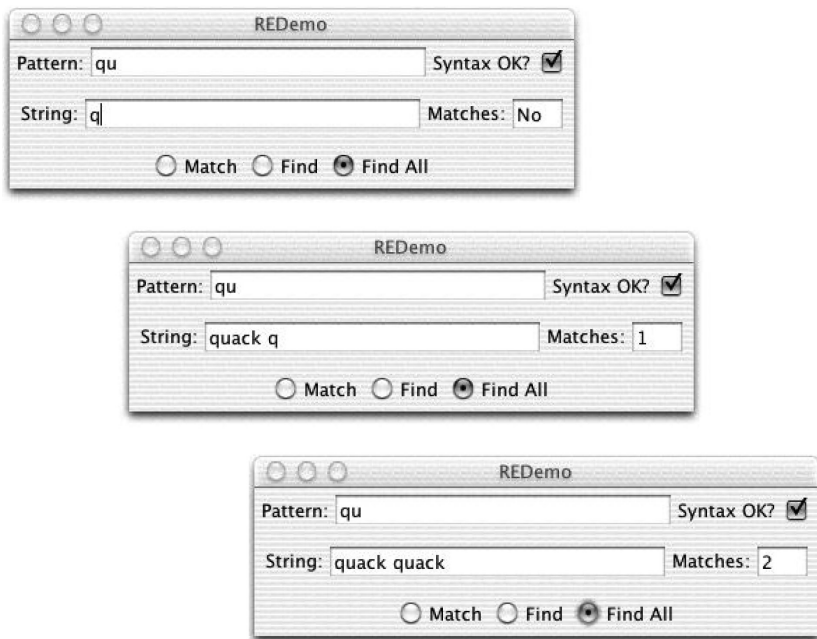 REDemo
Pattern: qu Syntax OK?
String: q Matches: No
Match Find Find All
REDemo
Pattern: qu Syntax OK?
String: quack q Matches: 1
Match Find Find All
REDemo
Pattern: qu Syntax OK?
String: quack quack Matches: 2
Match Find Find All